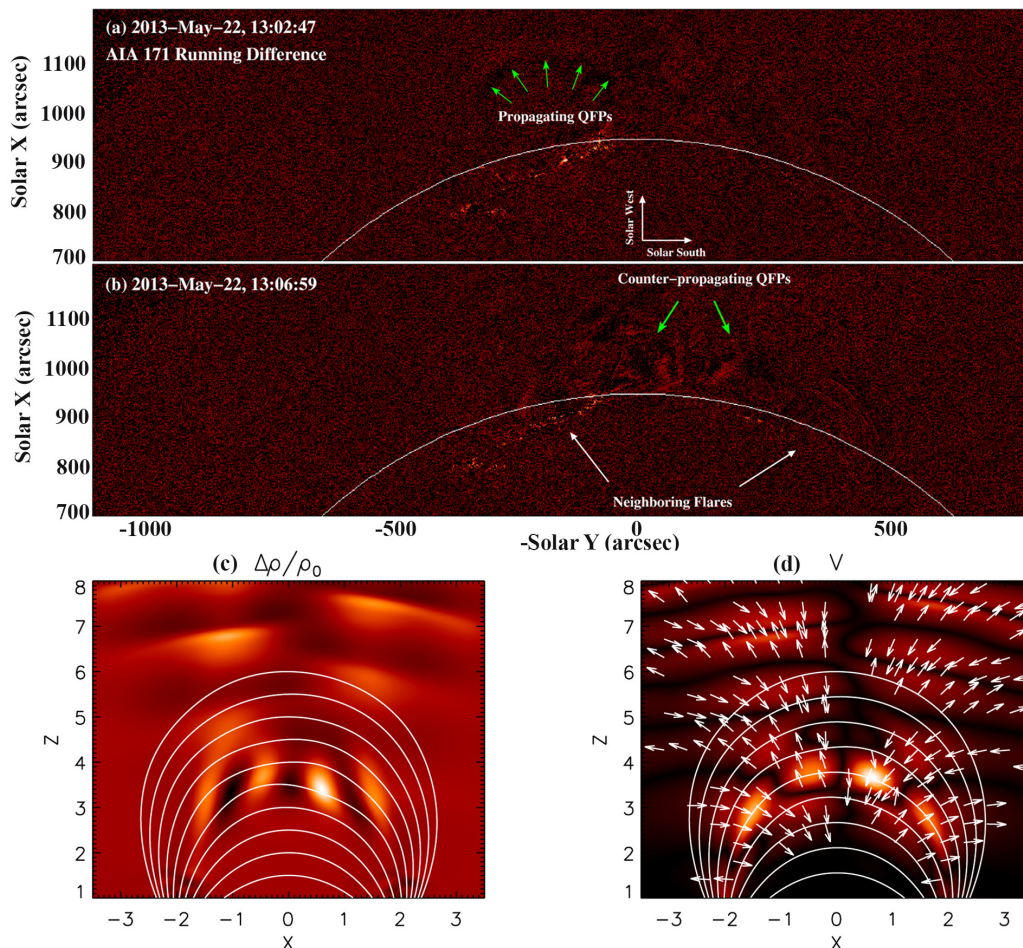 (a) 2013-May-22, 13:02:47
AIA 171 Running Difference
Propagating QFPs
Solar West
Solar South
Solar X (arcsec)
1100
1000
900
800
700
(b) 2013-May-22, 13:06:59
Counter-propagating QFPs
Neighboring Flares
Solar X (arcsec)
1100
1000
900
800
700
-1000 -500 0 500
-Solar Y (arcsec)
(c) Δρ/ρ₀
8
7
6
5
4
3
2
1
Z
-3 -2 -1 0 1 2 3
X
(d) V
8
7
6
5
4
3
2
1
Z
-3 -2 -1 0 1 2 3
X